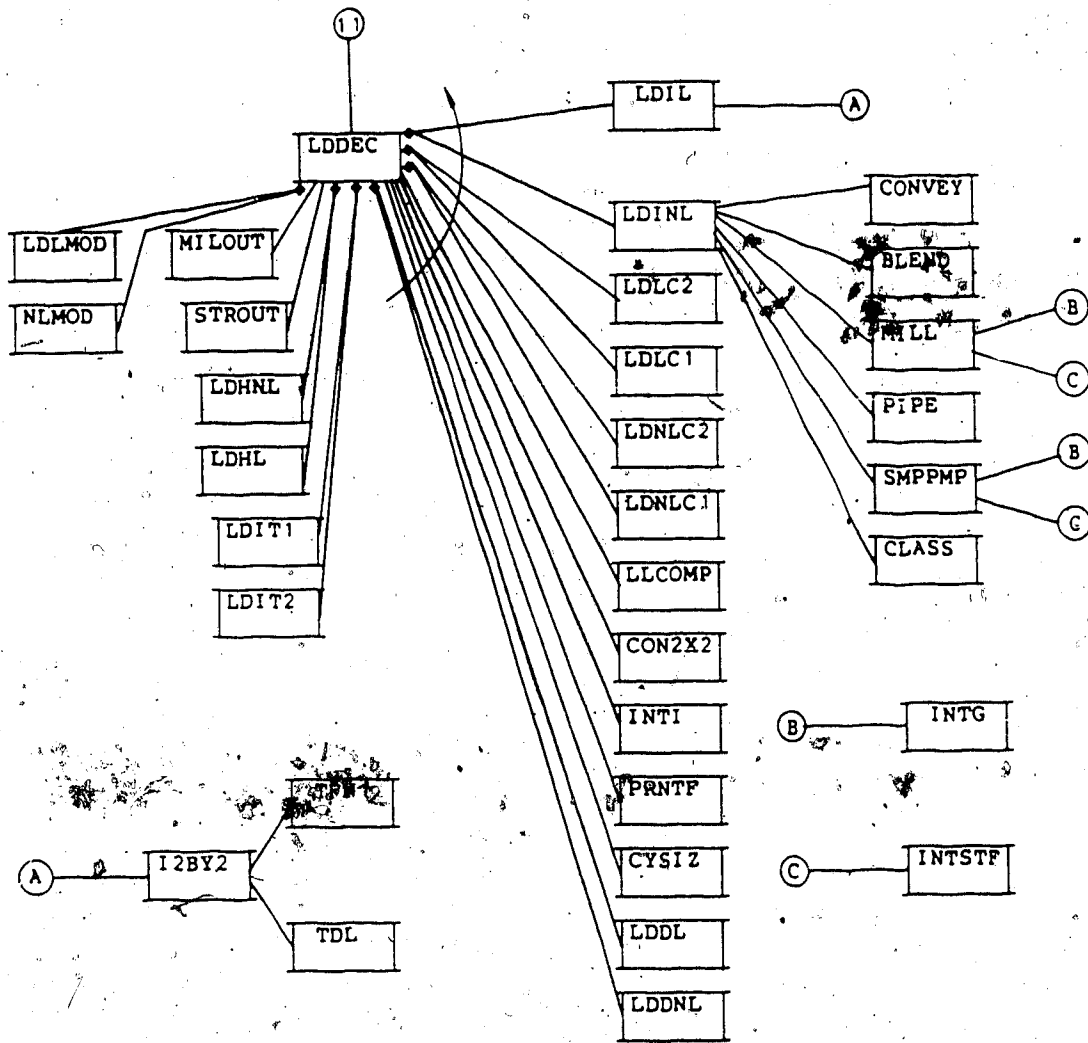 11
LDDEC
LDIL
A
LDLMOD
NLMOD
MILOUT
STROUT
LDHNL
LDHL
LDIT1
LDIT2
LDINL
LDLC2
LDLC1
LDNLC2
LDNLC1
LLCOMP
CON2X2
INTI
PRNTF
CYSIZ
LDDL
LDDNL
CONVEY
BLEND
MILL
B
C
PIPE
SMPPMP
B
C
CLASS
B
INTG
C
INTSTF
A
I2BY2
TDL